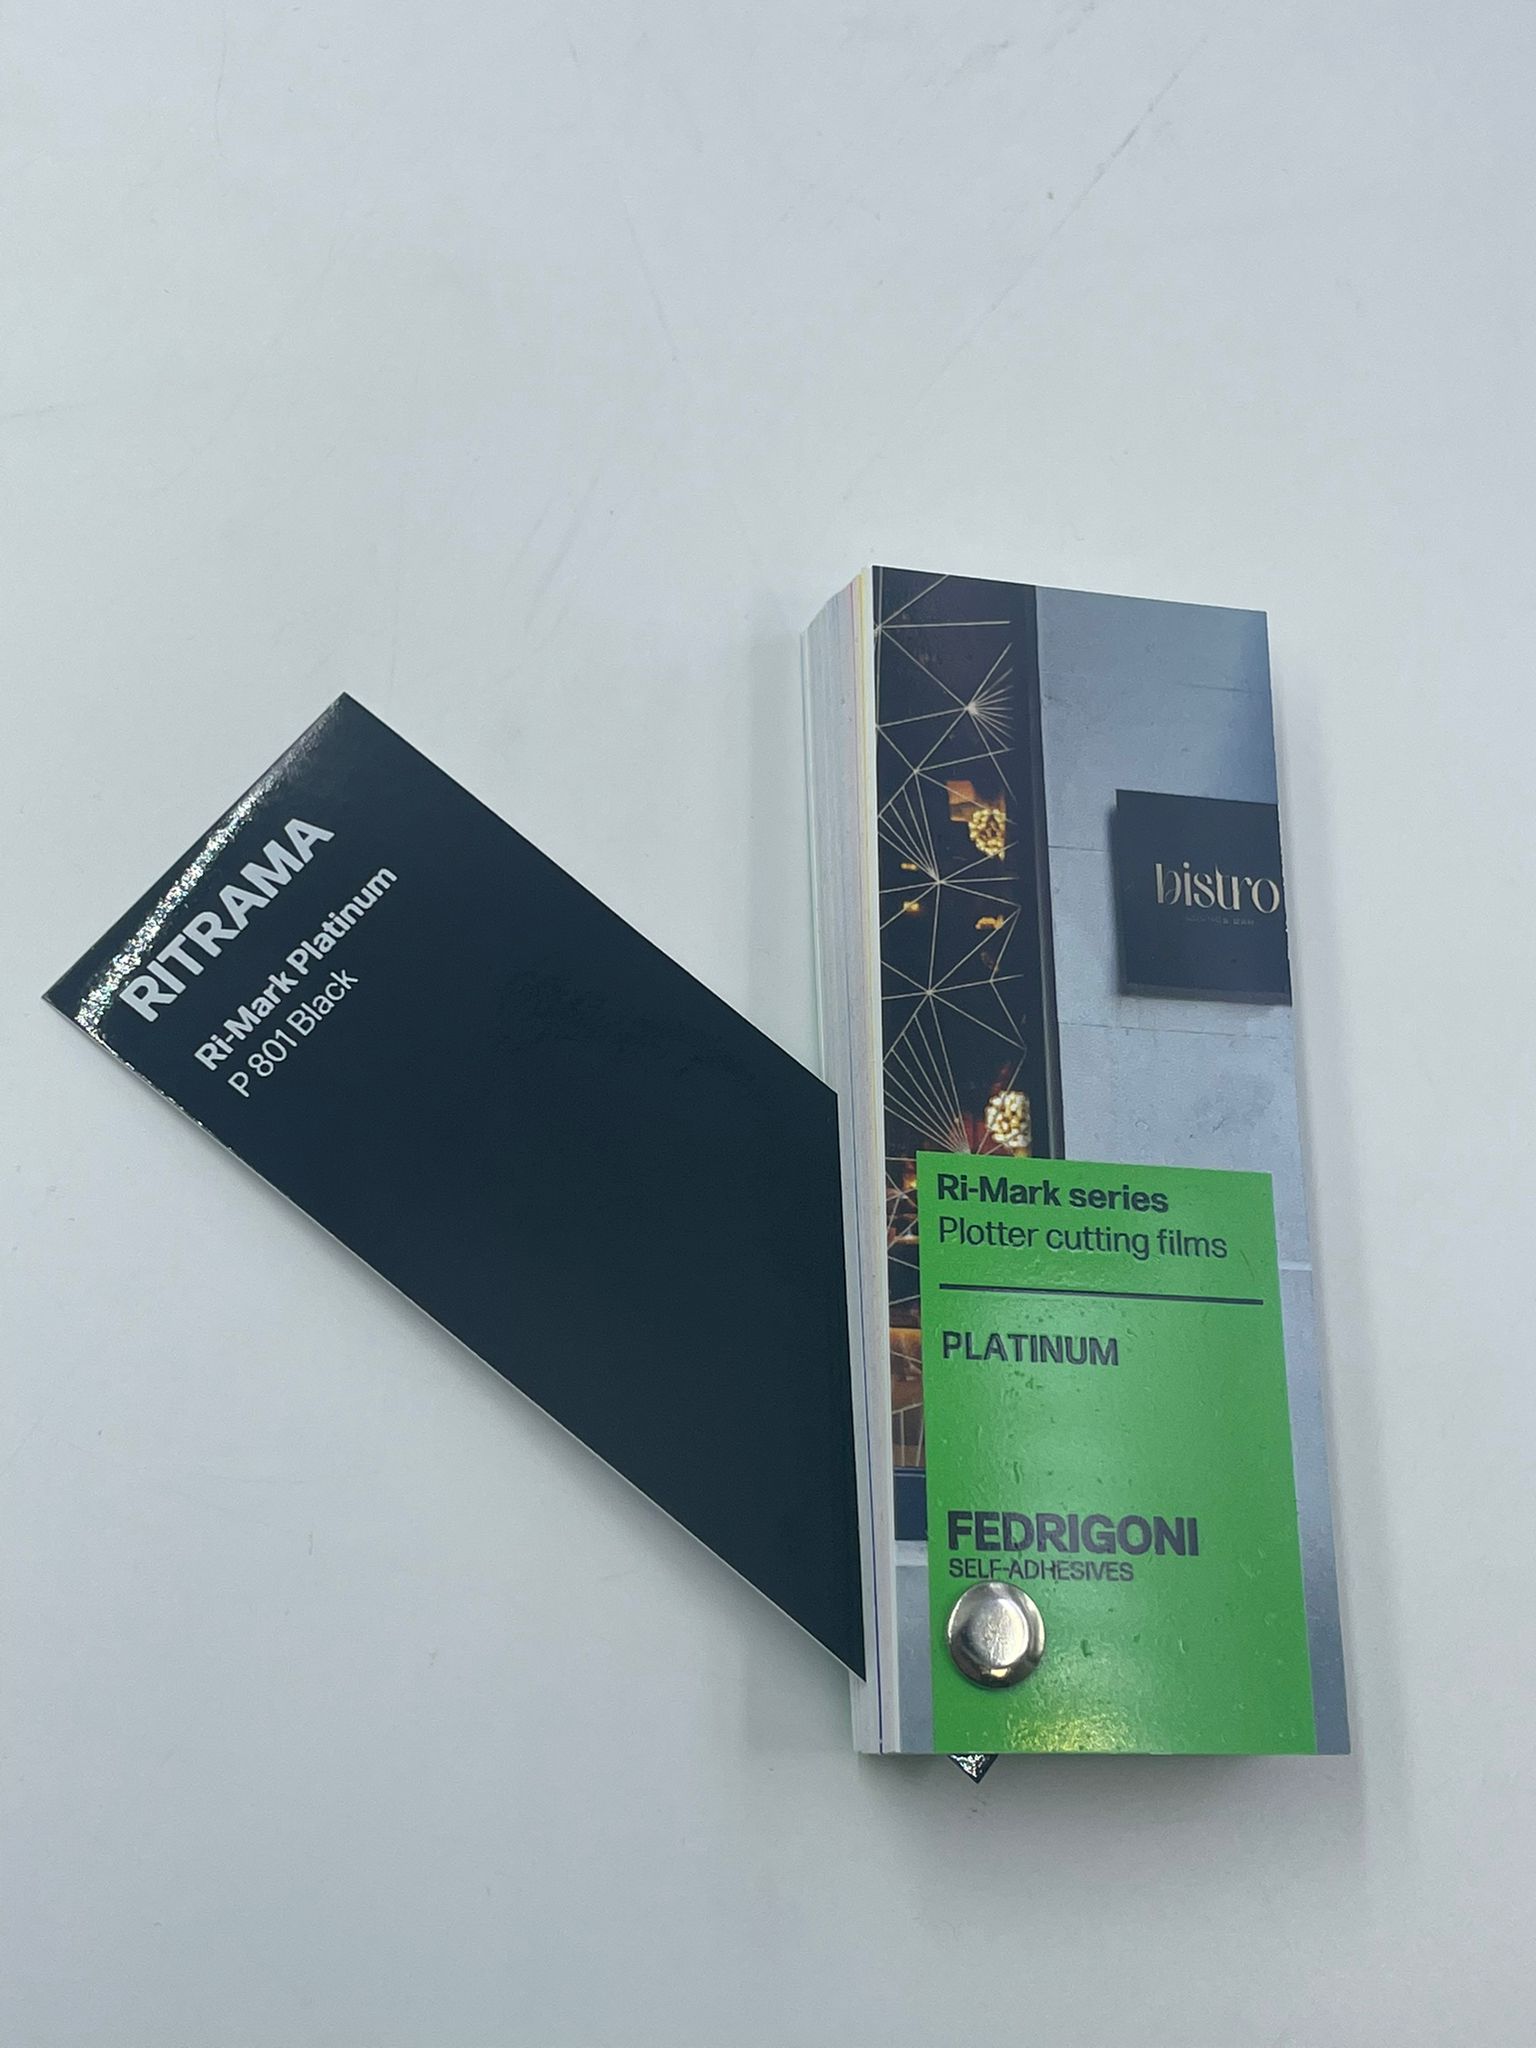 RITRAMA
Ri-Mark Platinum
P 801 Black
bistro
Ri-Mark series
Plotter cutting films
PLATINUM
FEDRIGONI
SELF-ADHESIVES